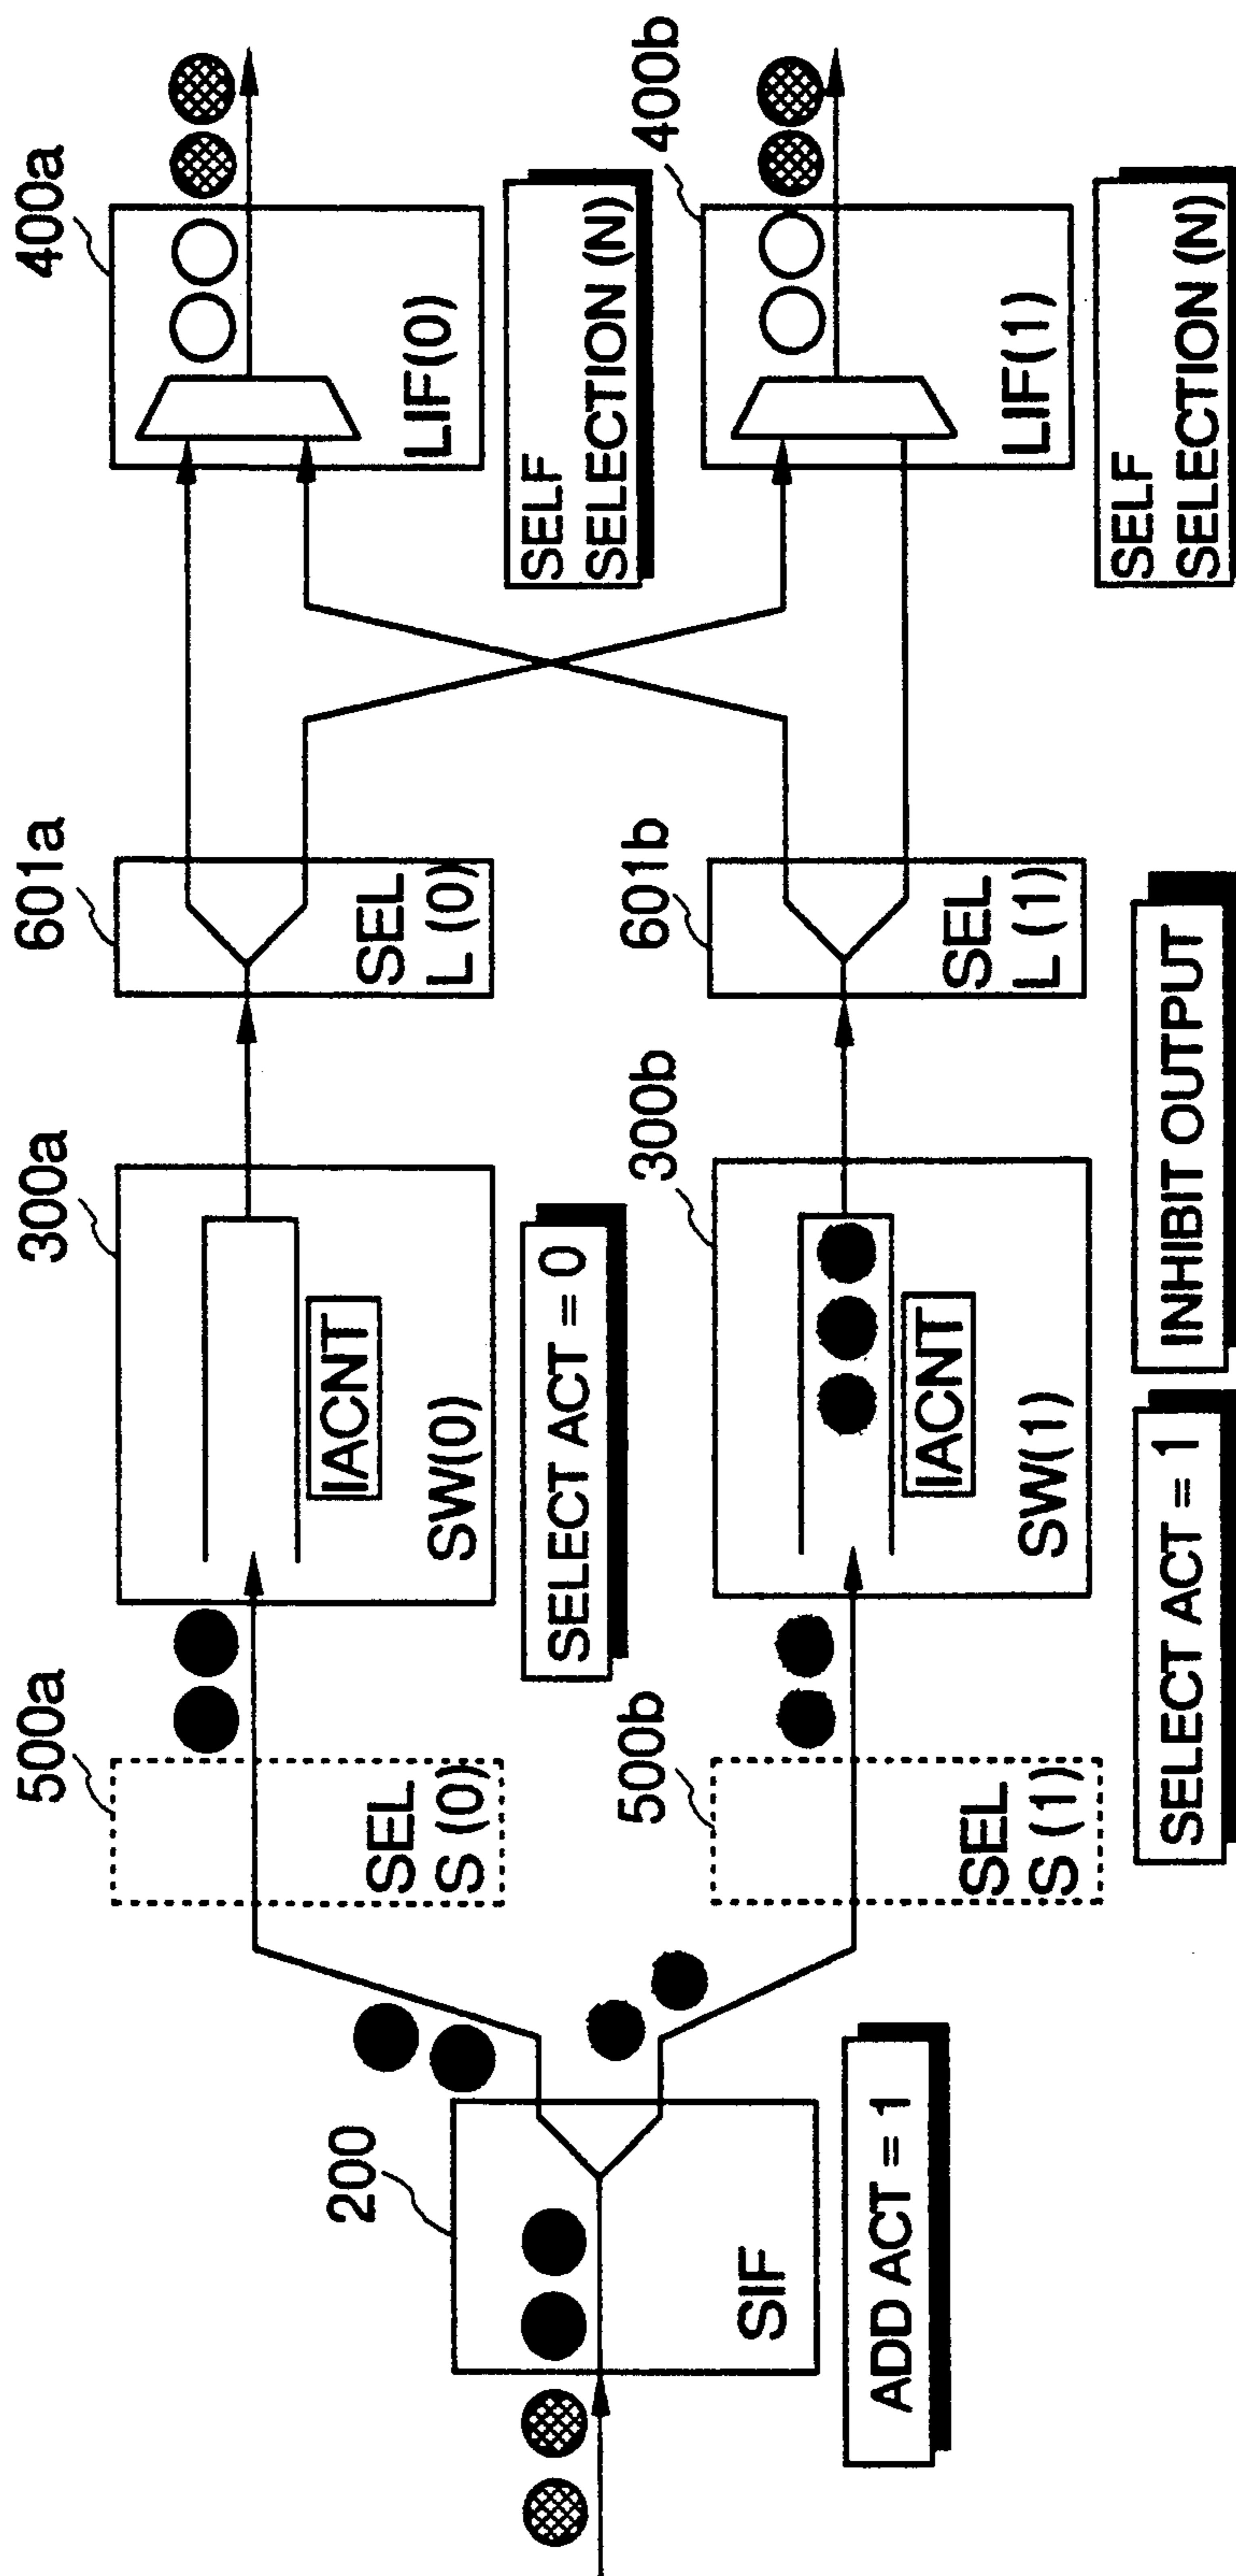 200
SIF
ADD ACT = 1
500a
SEL
S (0)
500b
SEL
S (1)
300a
IACNT
SW(0)
SELECT ACT = 0
300b
IACNT
SW(1)
SELECT ACT = 1
INHIBIT OUTPUT
601a
SEL
L (0)
601b
SEL
L (1)
400a
LIF(0)
SELF
SELECTION (N)
400b
LIF(1)
SELF
SELECTION (N)